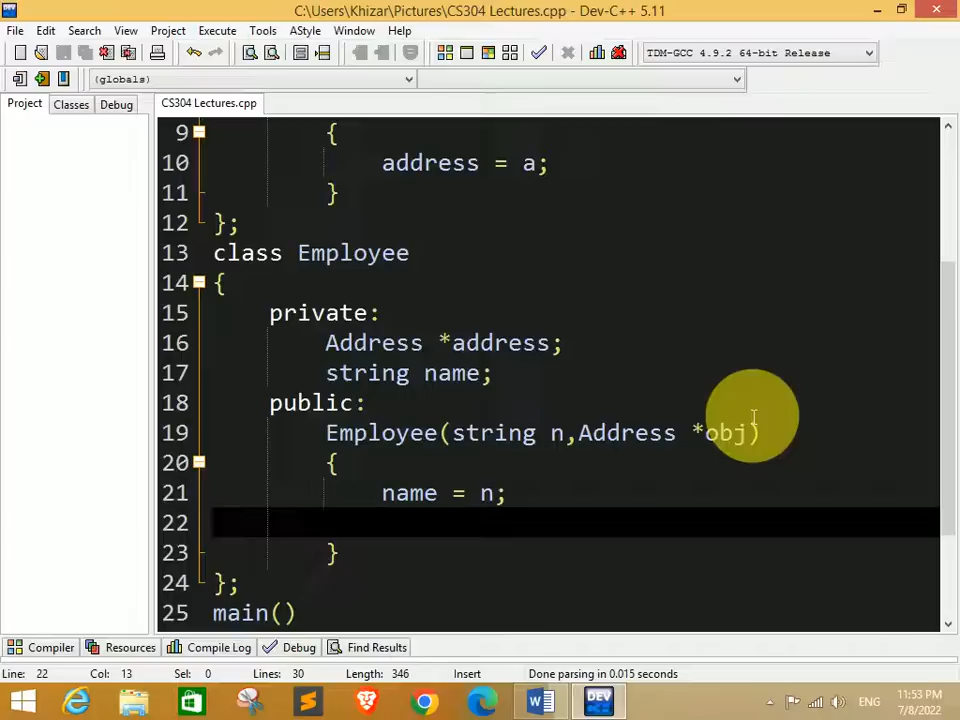 C:\Users\Khizar\Pictures\CS304 Lectures.cpp - Dev-C++ 5.11
File Edit Search View Project Execute Tools AStyle Window Help
TDM-GCC 4.9.2 64-bit Release
(globals)
Project Classes Debug CS304 Lectures.cpp
9 {
10 address = a;
11 }
12 };
13 class Employee
14 {
15 private:
16 Address *address;
17 string name;
18 public:
19 Employee(string n,Address *obj)
20 {
21 name = n;
22
23 }
24 };
25 main()
Compiler Resources Compile Log Debug Find Results
Line: 22 Col: 13 Sel: 0 Lines: 30 Length: 346 Insert Done parsing in 0.015 seconds
DEV
ENG
11:53 PM
7/8/2022